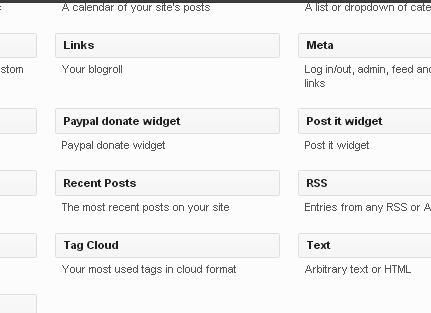 A calendar of your site's posts
A list or dropdown of
Links
Meta
stom
Your blogroll
Log in/out, admin, feed and
links
Paypal donate widget
Post it widget
Paypal donate widget
Post it widget
Recent Posts
RSS
The most recent posts on your site
Entries from any RSS or
Tag Cloud
Text
Your most used tags in cloud format
Arbitrary text or HTML